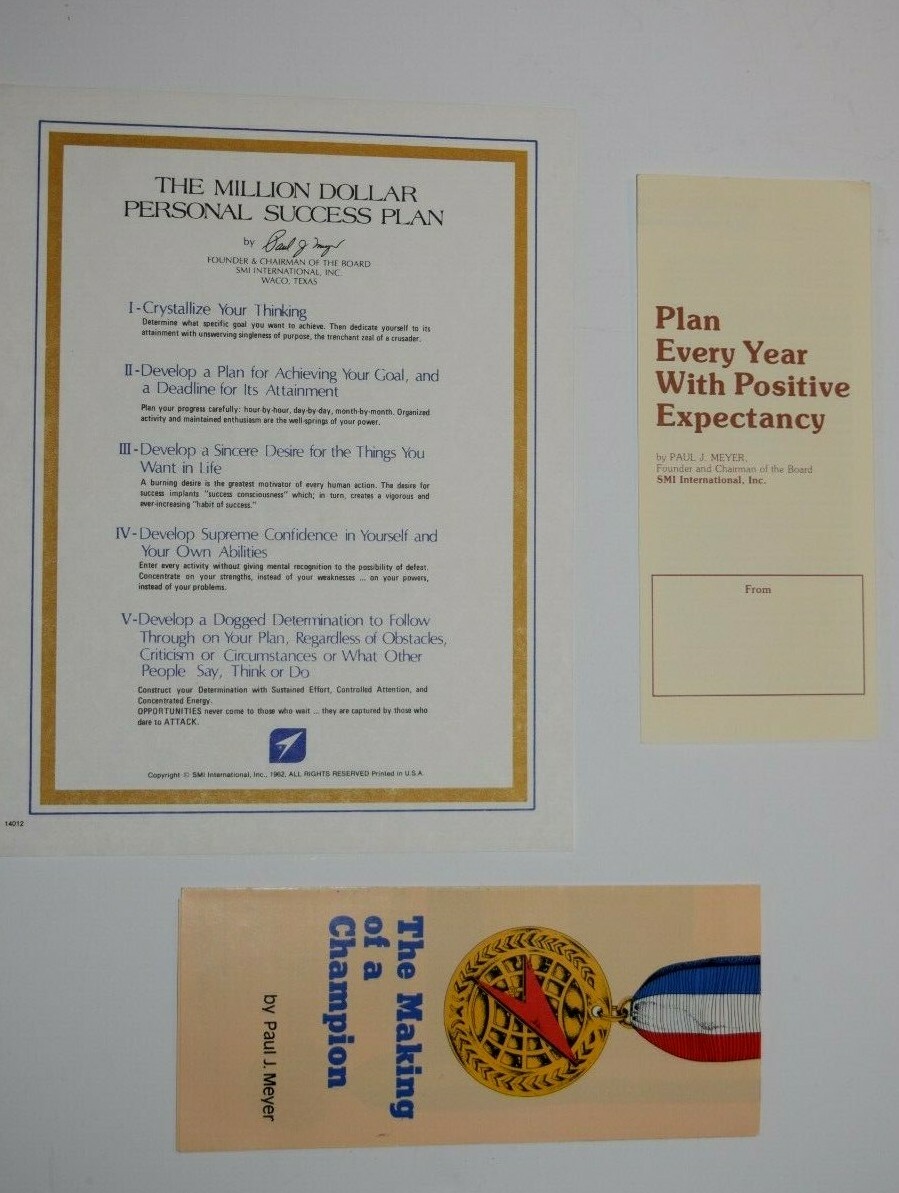 THE MILLION DOLLAR
PERSONAL SUCCESS PLAN
by Paul J. Meyer
FOUNDER & CHAIRMAN OF THE BOARD
SMI INTERNATIONAL, INC.
WACO, TEXAS
I-Crystallize Your Thinking
Determine what specific goal you want to achieve. Then dedicate yourself to its
attainment with unswerving singleness of purpose, the trenchant zeal of a crusader.
II-Develop a Plan for Achieving Your Goal, and
a Deadline for Its Attainment
Plan your progress carefully: hour-by-hour, day-by-day, month-by-month. Organized
activity and maintained enthusiasm are the well-springs of your power.
III-Develop a Sincere Desire for the Things You
Want in Life
A burning desire is the greatest motivator of every human action. The desire for
success implants "success consciousness" which; in turn, creates a vigorous and
ever-increasing "habit of success."
IV-Develop Supreme Confidence in Yourself and
Your Own Abilities
Enter every activity without giving mental recognition to the possibility of defeat.
Concentrate on your strengths, instead of your weaknesses ... on your powers,
instead of your problems.
V-Develop a Dogged Determination to Follow
Through on Your Plan, Regardless of Obstacles,
Criticism or Circumstances or What Other
People Say, Think or Do
Construct your Determination with Sustained Effort, Controlled Attention, and
Concentrated Energy.
OPPORTUNITIES never come to those who wait ... they are captured by those who
dare to ATTACK.
Copyright © SMI International, Inc., 1962, ALL RIGHTS RESERVED Printed in U.S.A.
14012
Plan
Every Year
With Positive
Expectancy
by PAUL J. MEYER,
Founder and Chairman of the Board
SMI International, Inc.
From
The Making
of a
Champion
by Paul J. Meyer